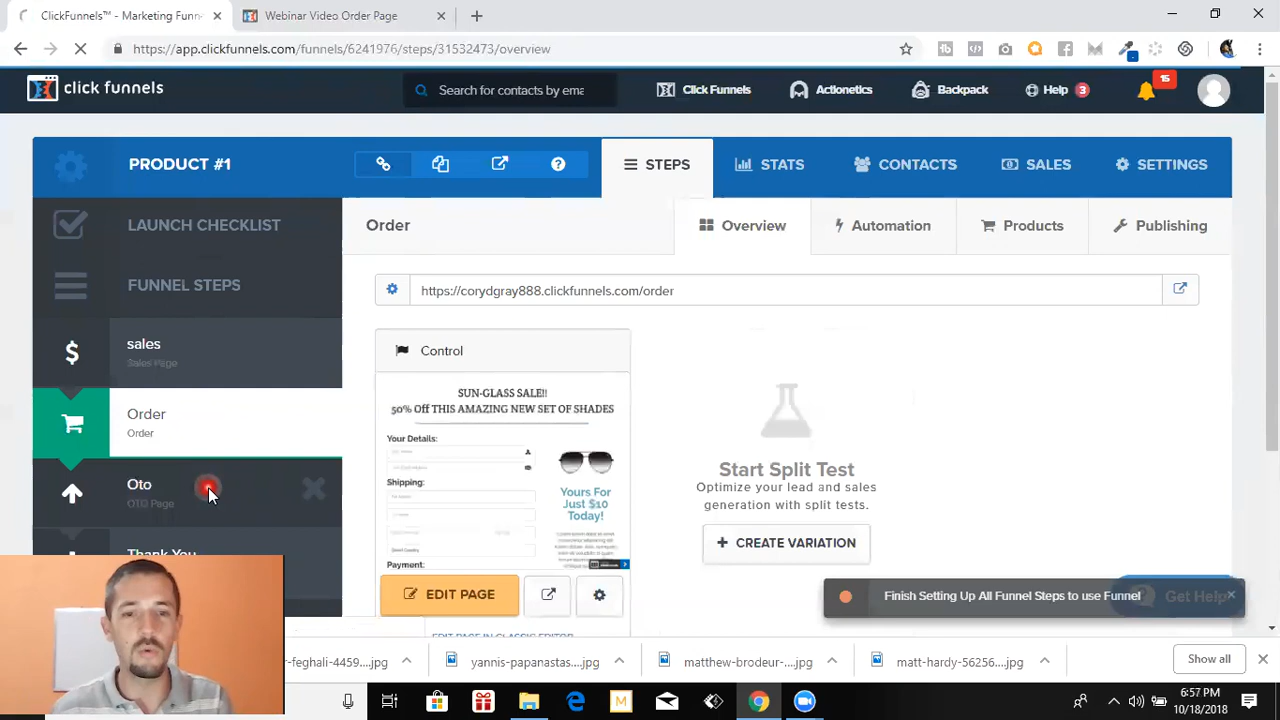 ClickFunnels™ - Marketing Funnel
Webinar Video Order Page
https://app.clickfunnels.com/funnels/6241976/steps/31532473/overview
click funnels
Search for contacts by ema
Click Funnels
Actionetics
Backpack
Help 3
15
PRODUCT #1
STEPS
STATS
CONTACTS
SALES
SETTINGS
LAUNCH CHECKLIST
FUNNEL STEPS
sales
Sales Page
Order
Order
Oto
OTO Page
Thank You
Order
Overview
Automation
Products
Publishing
https://corydgray888.clickfunnels.com/order
Control
SUN-GLASS SALE!!
50% Off THIS AMAZING NEW SET OF SHADES
Your Details:
Shipping:
Payment:
Yours For
Just $10
Today!
EDIT PAGE
EDIT PAGE IN CLASSIC EDITOR
Start Split Test
Optimize your lead and sales
generation with split tests.
+ CREATE VARIATION
Finish Setting Up All Funnel Steps to use Funnel
Get Help
r-feghali-4459....jpg
yannis-papanastas....jpg
matthew-brodeur-....jpg
matt-hardy-56256....jpg
Show all
6:57 PM
10/18/2018